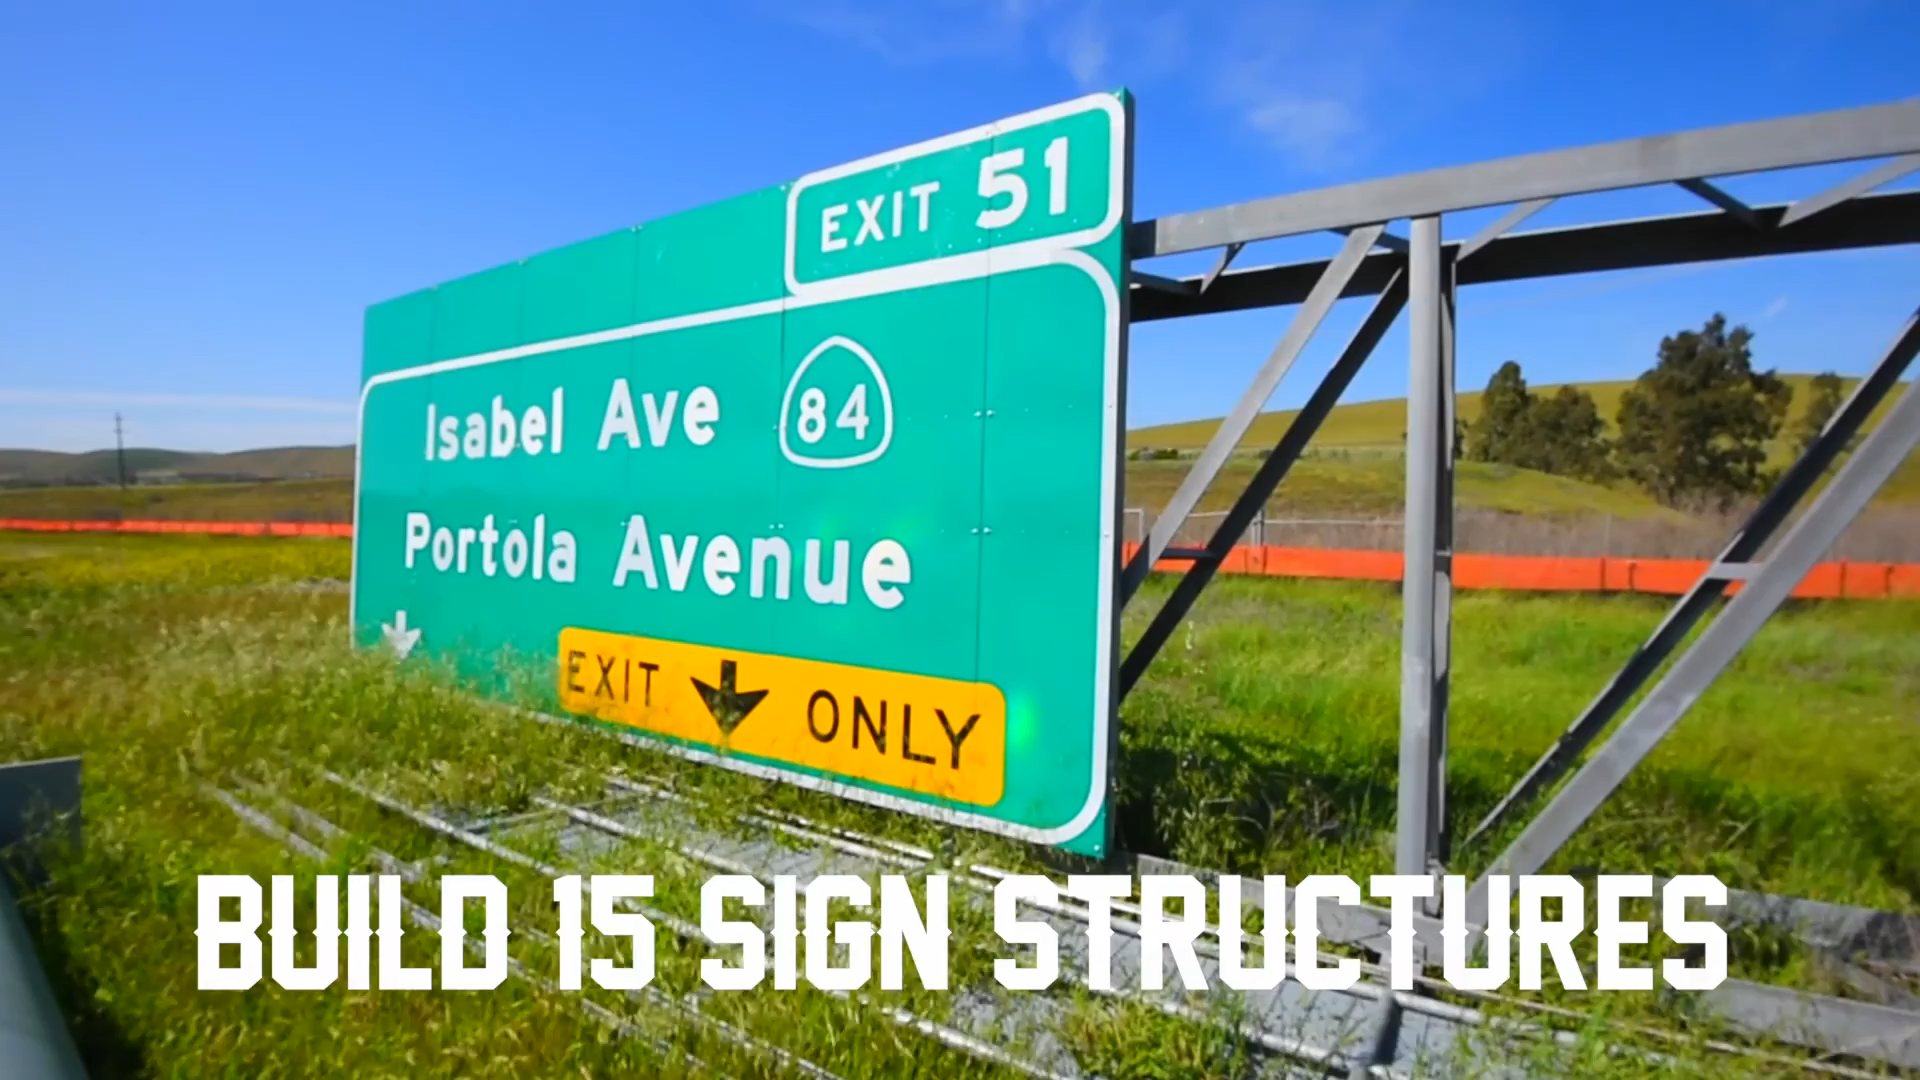 EXIT 51
Isabel Ave 84
Portola Avenue
EXIT ONLY
BUILD 15 SIGN STRUCTURES